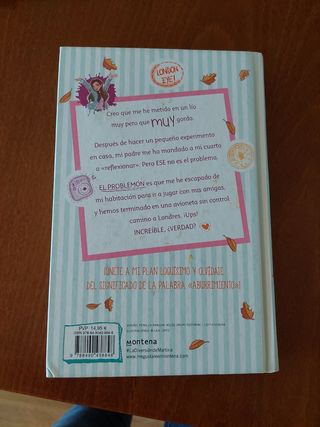 LONDON
EYE!
Creo que me he metido en un lío
muy pero que MUY gordo.
Después de hacer un pequeño experimento
en casa, mi padre me ha mandado a mi cuarto
a «reflexionar». Pero ESE no es el problema.
EL PROBLEMÓN es que me he escapado de
mi habitación para ir a jugar con mis amigas,
y hemos terminado en una avioneta sin control
camino a Londres. ¡Ups!
INCREÍBLE, ¿VERDAD?
¡ÚNETE A MI PLAN LOQUÍSIMO Y OLVÍDATE
DEL SIGNIFICADO DE LA PALABRA «ABURRIMIENTO»!
PVP 14,95 €
montena
#LaDiversiónDeMartina
www.megustaleermontena.com